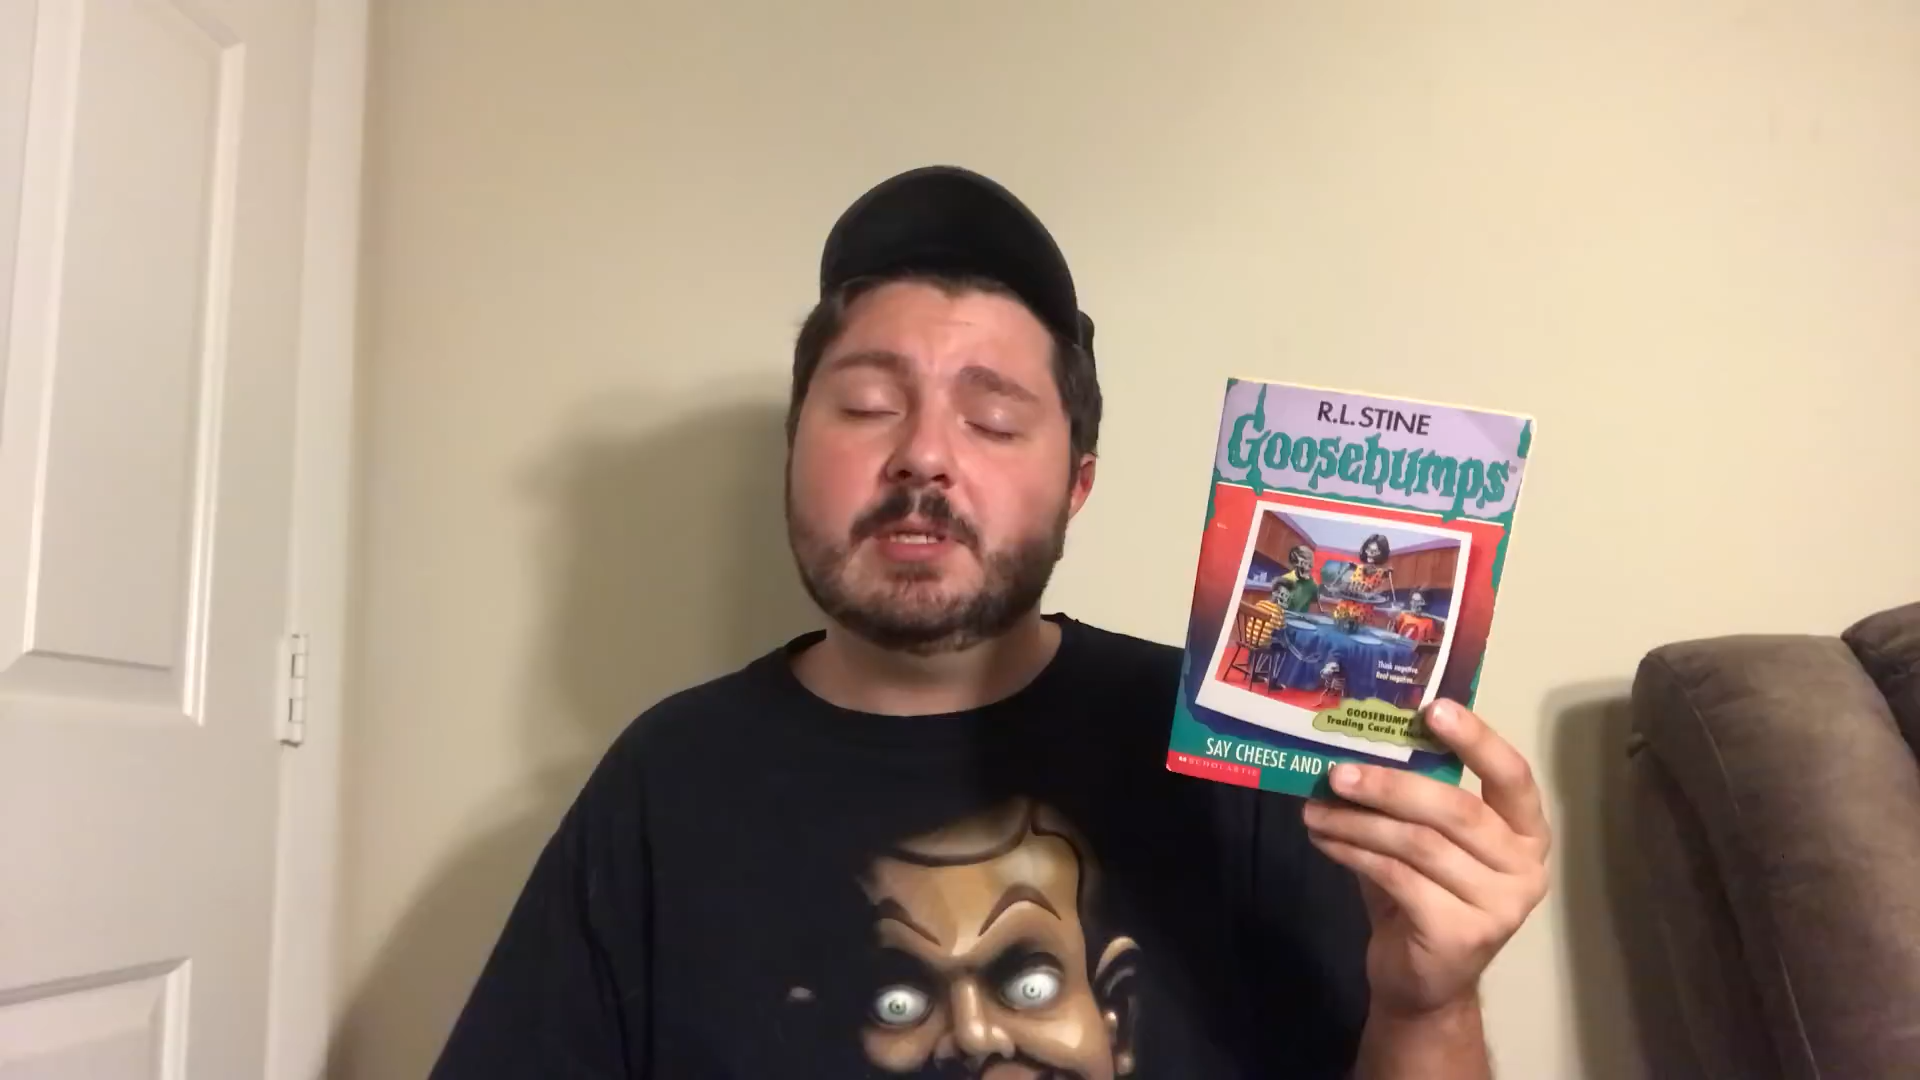 R.L. STINE
Goosebumps
Think negative.
Real negative...
GOOSEBUMPS
Trading Cards
SAY CHEESE AND
SCHOLASTIC